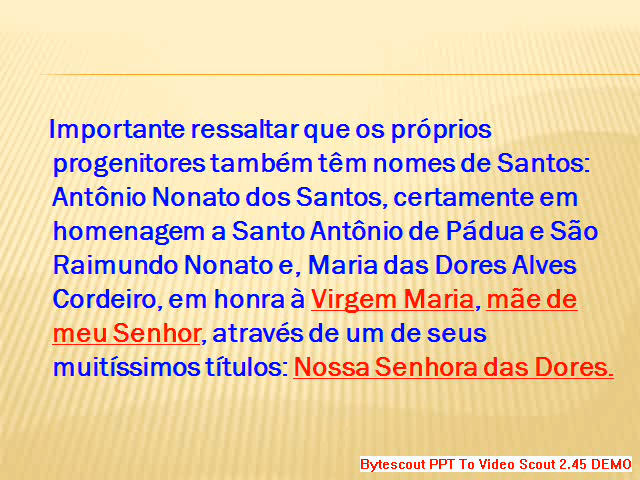 Importante ressaltar que os próprios
progenitores também têm nomes de Santos:
Antônio Nonato dos Santos, certamente em
homenagem a Santo Antônio de Pádua e São
Raimundo Nonato e, Maria das Dores Alves
Cordeiro, em honra à Virgem Maria, mãe de
meu Senhor, através de um de seus
muitíssimos títulos: Nossa Senhora das Dores.
Bytescout PPT To Video Scout 2.45 DEMO